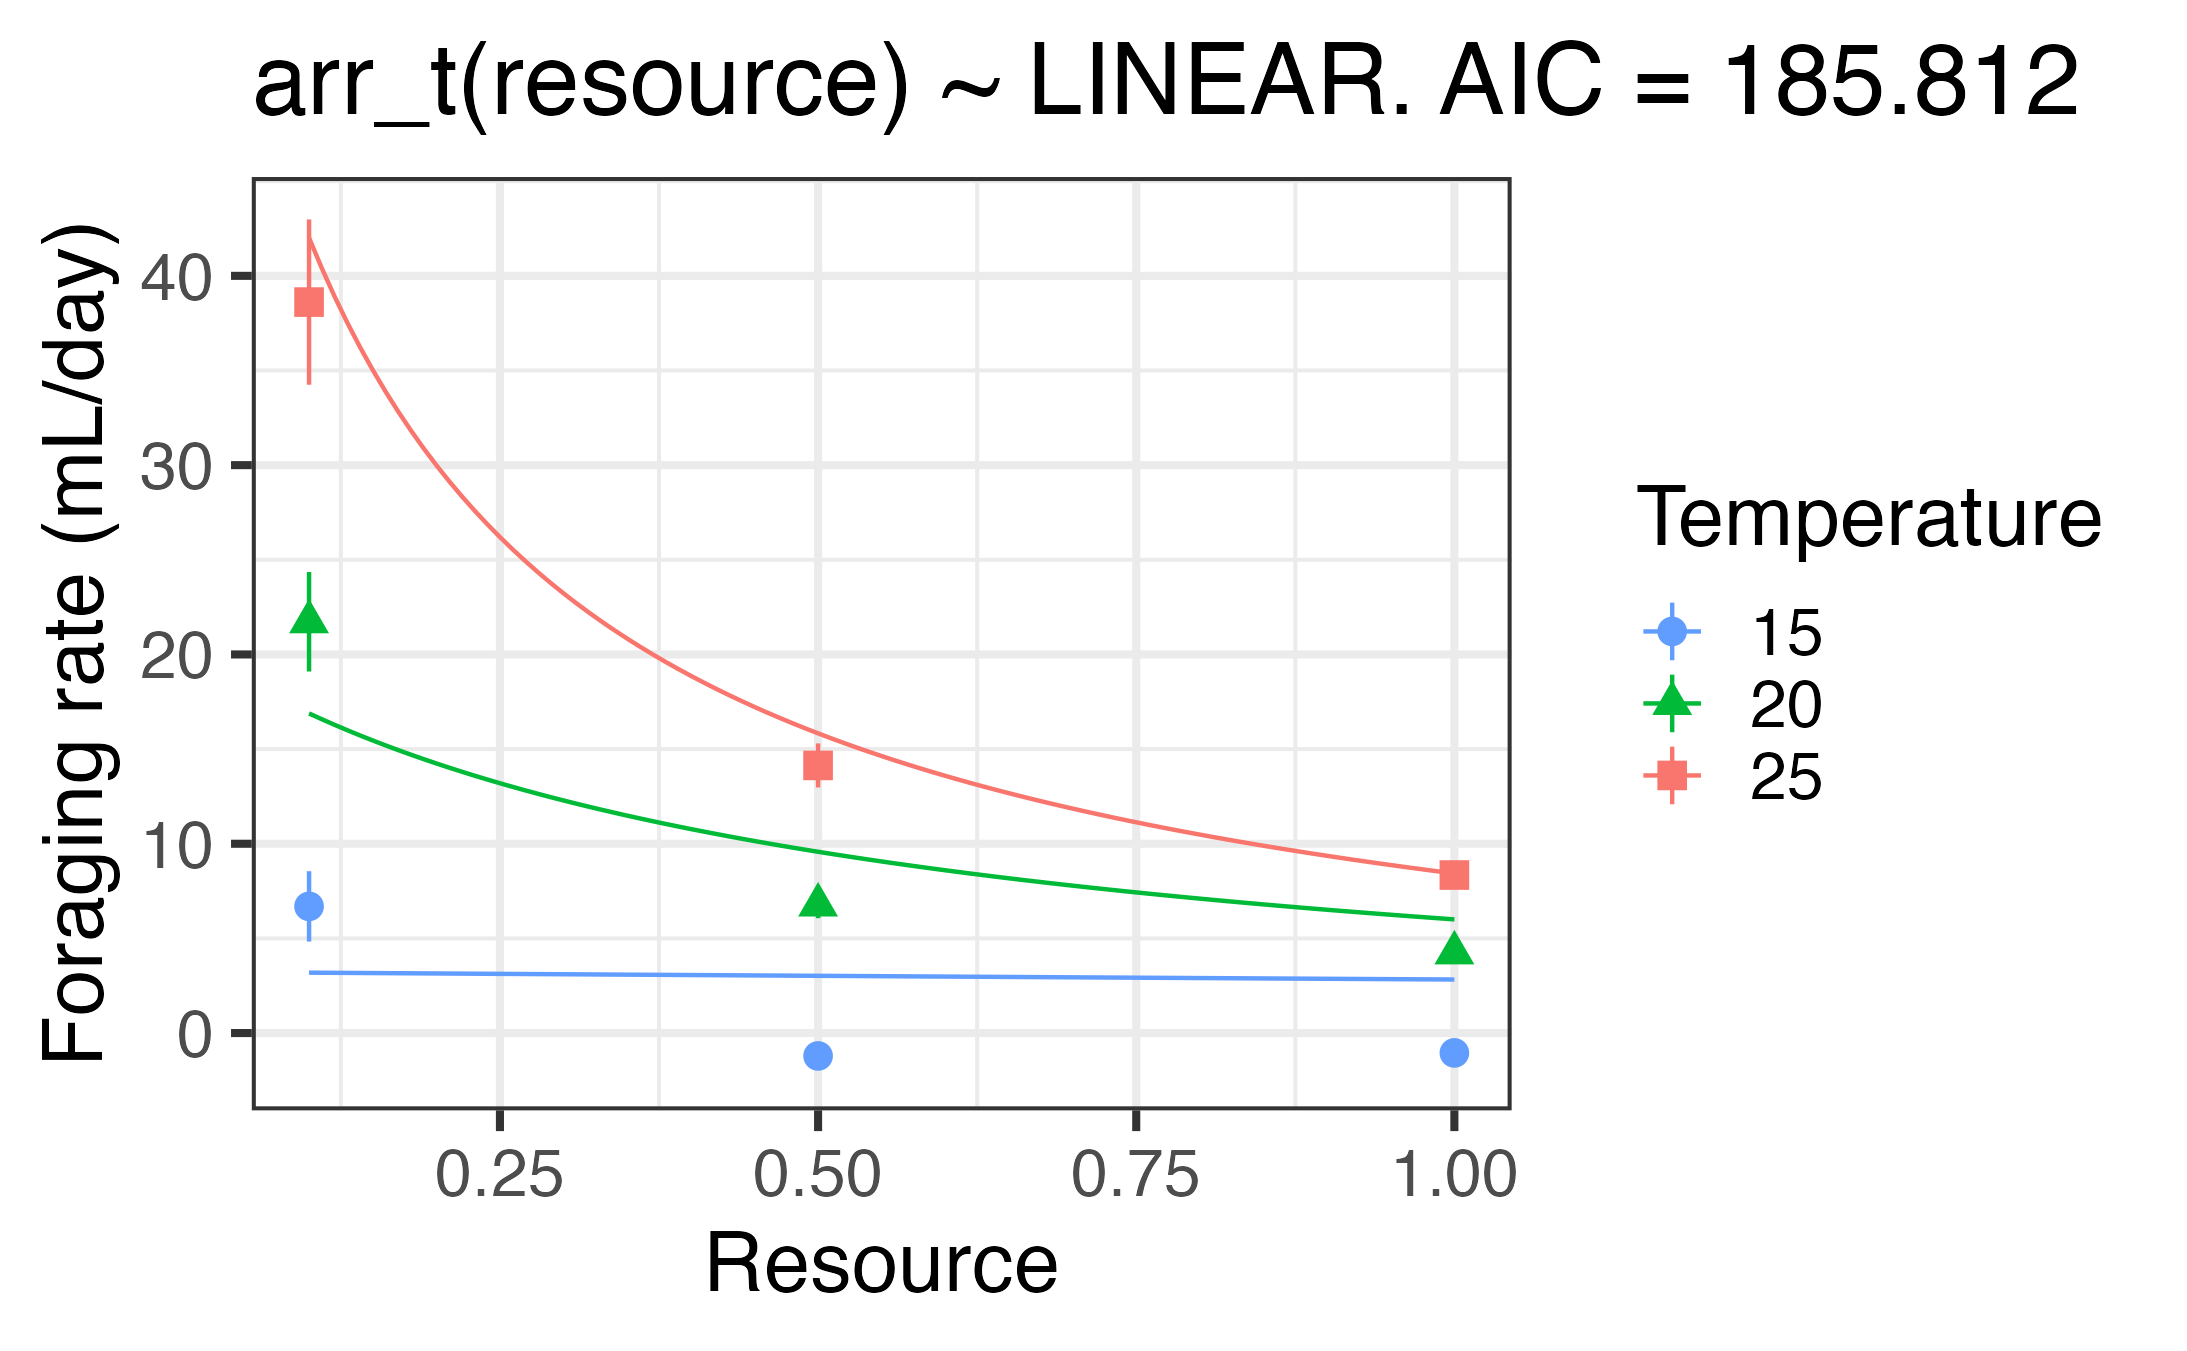 arr_t(resource) ~ LINEAR. AIC = 185.812
Foraging rate (mL/day)
40
30
20
10
0
0.25 0.50 0.75 1.00
Resource
Temperature
15
20
25